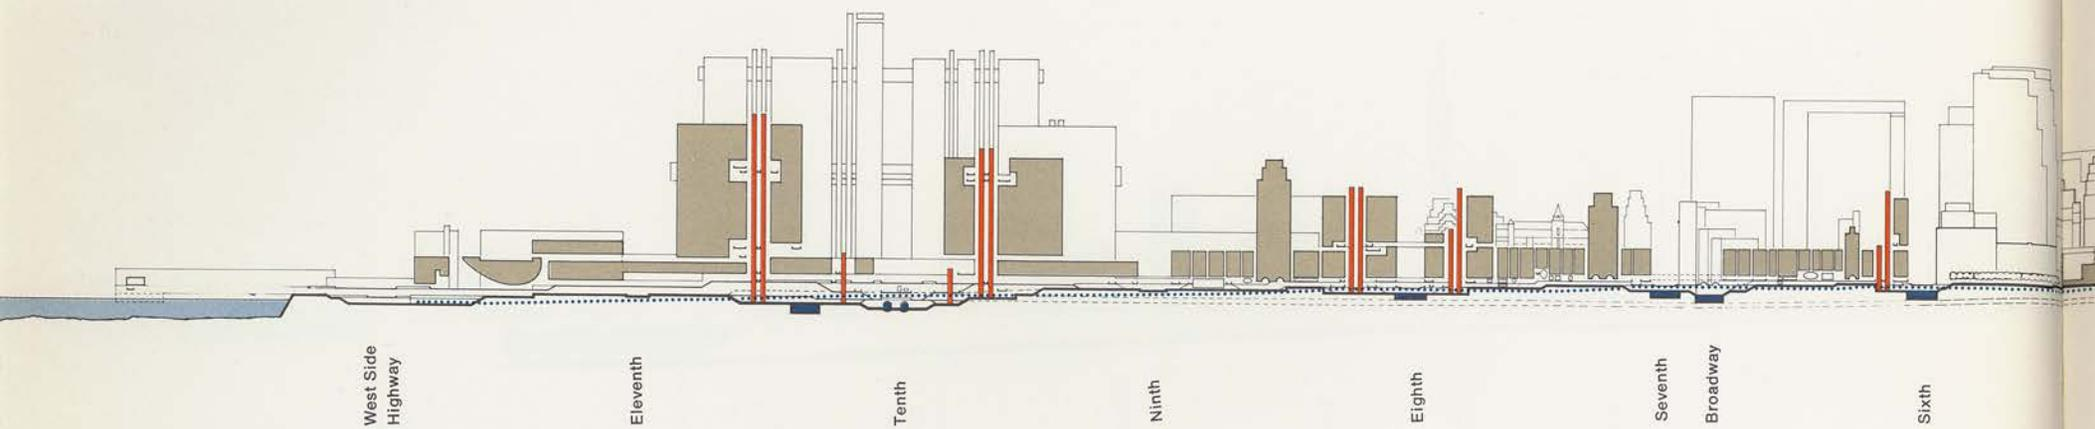 West Side
Highway
Eleventh
Tenth
Ninth
Eighth
Seventh
Broadway
Sixth